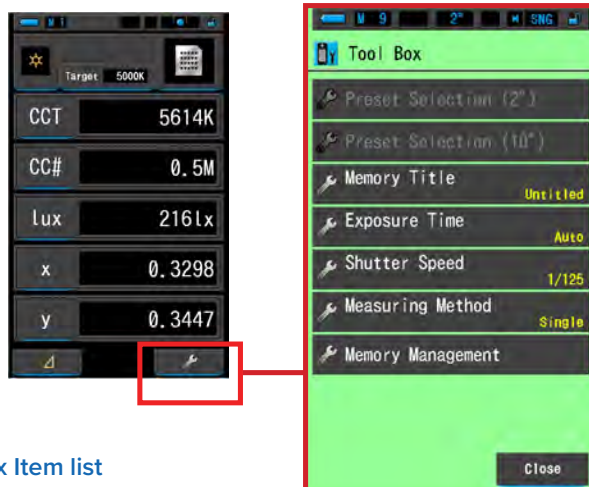 M 1
Target 5000K
CCT 5614K
CC# 0.5M
lux 216lx
x 0.3298
y 0.3447
M 9 2° M SNG
Tool Box
Preset Selection (2°)
Preset Selection (10°)
Memory Title
Untitled
Exposure Time
Auto
Shutter Speed
1/125
Measuring Method
Single
Memory Management
Close
x Item list